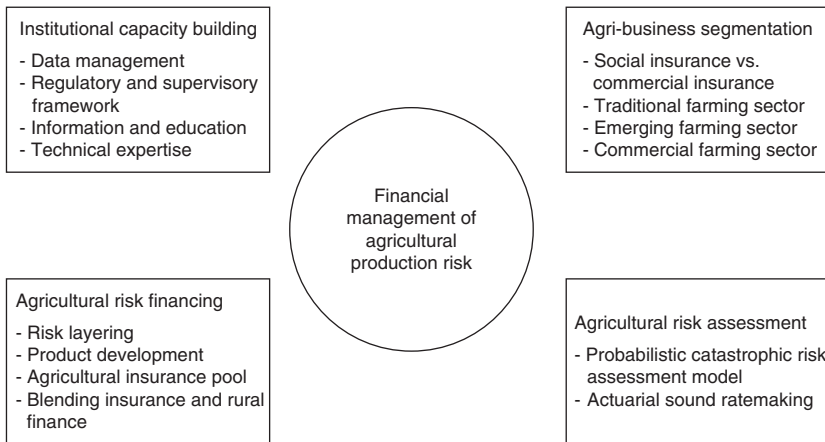 Institutional capacity building
- Data management
- Regulatory and supervisory
framework
- Information and education
- Technical expertise
Agri-business segmentation
- Social insurance vs.
commercial insurance
- Traditional farming sector
- Emerging farming sector
- Commercial farming sector
Financial
management of
agricultural
production risk
Agricultural risk financing
- Risk layering
- Product development
- Agricultural insurance pool
- Blending insurance and rural
finance
Agricultural risk assessment
- Probabilistic catastrophic risk
assessment model
- Actuarial sound ratemaking